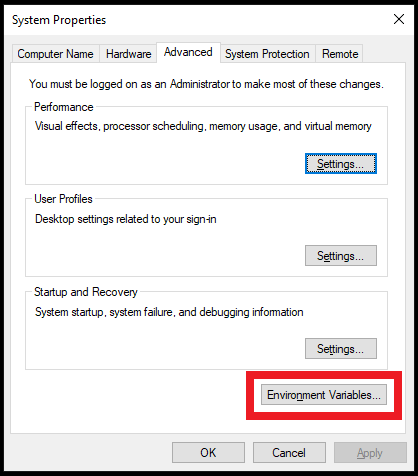 System Properties
Computer Name Hardware Advanced System Protection Remote
You must be logged on as an Administrator to make most of these changes.
Performance
Visual effects, processor scheduling, memory usage, and virtual memory
Settings...
User Profiles
Desktop settings related to your sign-in
Settings...
Startup and Recovery
System startup, system failure, and debugging information
Settings...
Environment Variables...
OK Cancel Apply